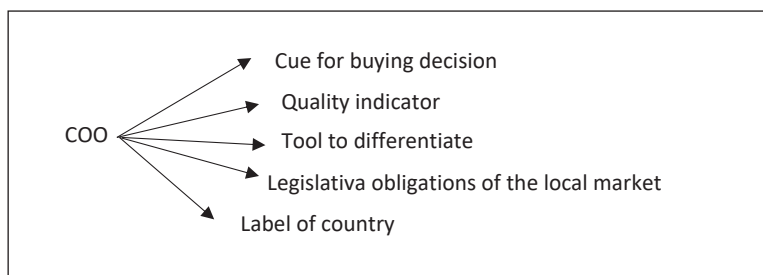 Cue for buying decision
Quality indicator
COO
Tool to differentiate
Legislativa obligations of the local market
Label of country